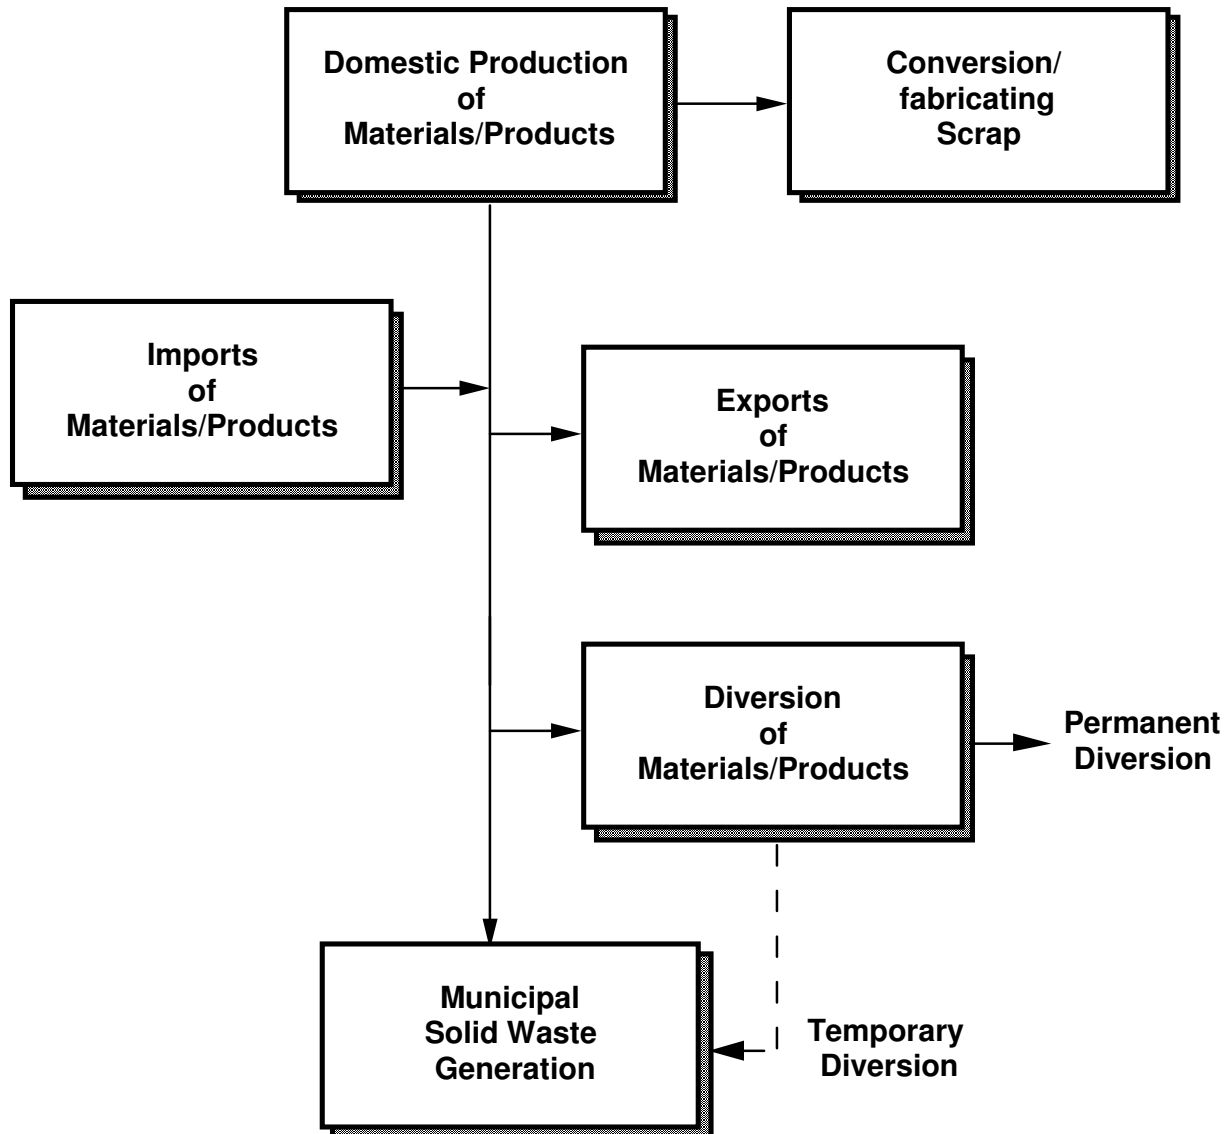 Domestic Production
of
Materials/Products
Conversion/
fabricating
Scrap
Imports
of
Materials/Products
Exports
of
Materials/Products
Diversion
of
Materials/Products
Permanent
Diversion
Municipal
Solid Waste
Generation
Temporary
Diversion